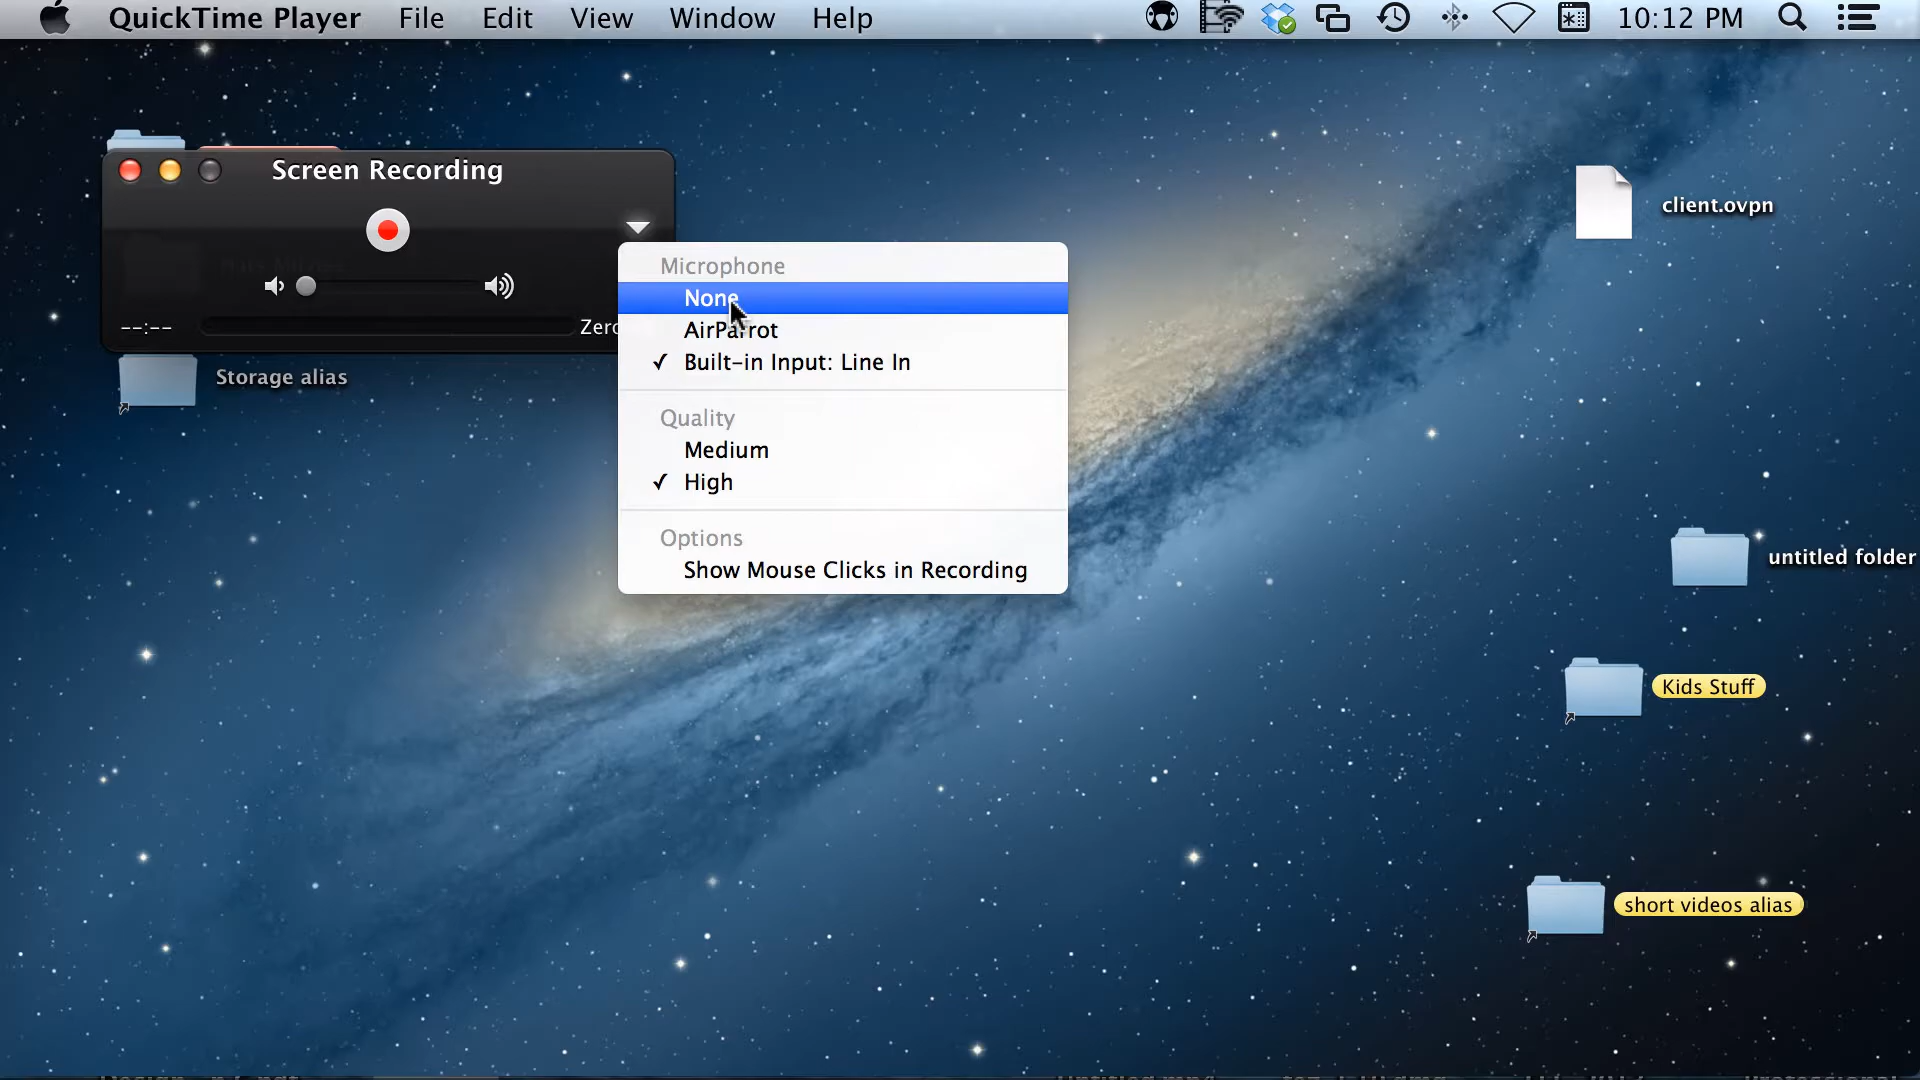 QuickTime Player File Edit View Window Help 10:12 PM
Screen Recording
client.ovpn
Microphone
None
--:-- Zero
AirParrot
Built-in Input: Line In
Storage alias
Quality
Medium
High
Options
Show Mouse Clicks in Recording
untitled folder
Kids Stuff
short videos alias